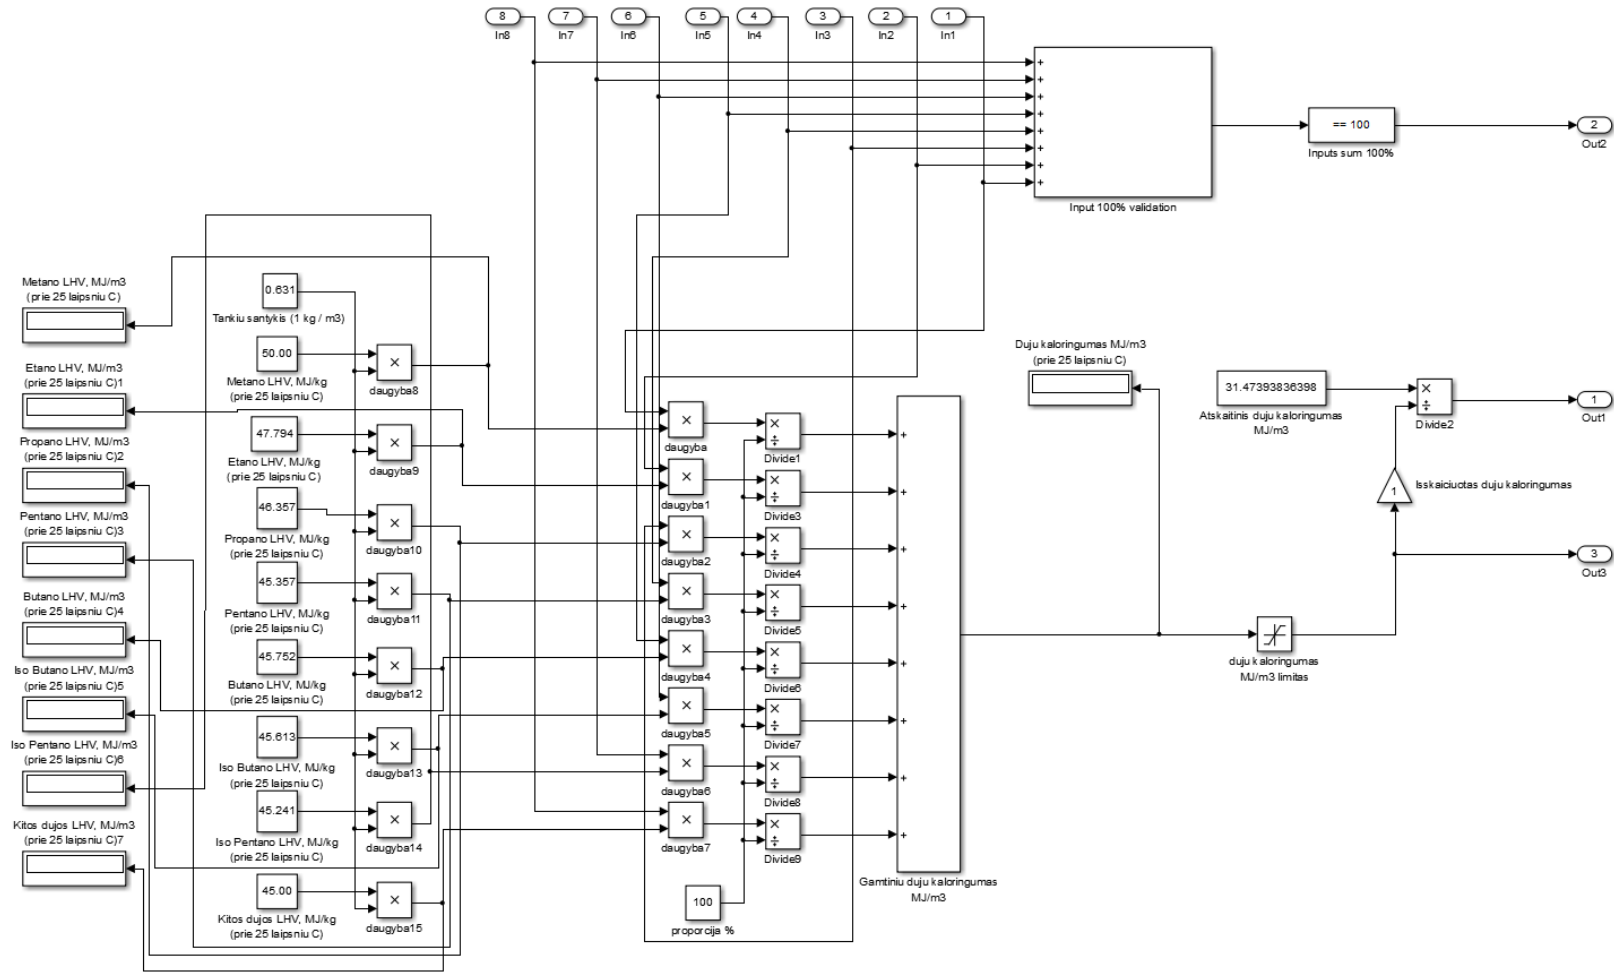 8
In8
7
In7
6
In6
5
In5
4
In4
3
In3
2
In2
1
In1
+
+
+
+
+
+
+
+
Input 100% validation
== 100
Inputs sum 100%
2
Out2
Metano LHV, MJ/m3
(prie 25 laipsniu C)
Etano LHV, MJ/m3
(prie 25 laipsniu C)1
Propano LHV, MJ/m3
(prie 25 laipsniu C)2
Pentano LHV, MJ/m3
(prie 25 laipsniu C)3
Butano LHV, MJ/m3
(prie 25 laipsniu C)4
Iso Butano LHV, MJ/m3
(prie 25 laipsniu C)5
Iso Pentano LHV, MJ/m3
(prie 25 laipsniu C)6
Kitos dujos LHV, MJ/m3
(prie 25 laipsniu C)7
0.631
Tankiu santykis (1 kg / m3)
50.00
Metano LHV, MJ/kg
(prie 25 laipsniu C)
47.794
Etano LHV, MJ/kg
(prie 25 laipsniu C)
46.357
Propano LHV, MJ/kg
(prie 25 laipsniu C)
45.357
Pentano LHV, MJ/kg
(prie 25 laipsniu C)
45.752
Butano LHV, MJ/kg
(prie 25 laipsniu C)
45.613
Iso Butano LHV, MJ/kg
(prie 25 laipsniu C)
45.241
Iso Pentano LHV, MJ/kg
(prie 25 laipsniu C)
45.00
Kitos dujos LHV, MJ/kg
(prie 25 laipsniu C)
×
daugyba8
×
daugyba9
×
daugyba10
×
daugyba11
×
daugyba12
×
daugyba13
×
daugyba14
×
daugyba15
×
daugyba
×
daugyba1
×
daugyba2
×
daugyba3
×
daugyba4
×
daugyba5
×
daugyba6
×
daugyba7
100
proporcija %
×
÷
Divide1
×
÷
Divide3
×
÷
Divide4
×
÷
Divide5
×
÷
Divide6
×
÷
Divide7
×
÷
Divide8
×
÷
Divide9
+
+
+
+
+
+
+
+
Gamtiniu duju kaloringumas
MJ/m3
Duju kaloringumas MJ/m3
(prie 25 laipsniu C)
31.47393836398
Atskaitinis duju kaloringumas
MJ/m3
×
÷
Divide2
1
Out1
1
Isskaiciuotas duju kaloringumas
3
Out3
duju kaloringumas
MJ/m3 limitas